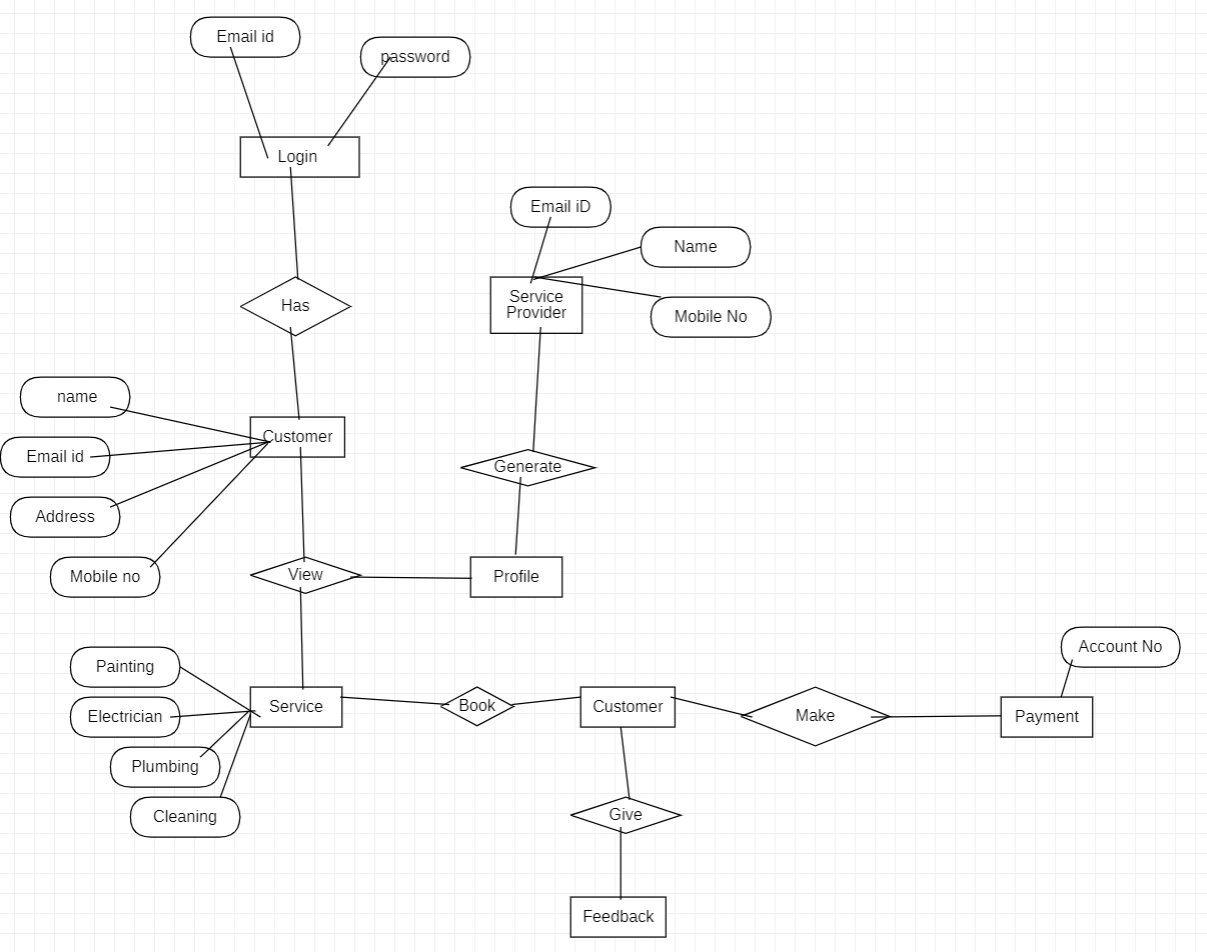 Email id
password
Login
Email iD
Name
Service
Provider
Mobile No
Has
name
Customer
Email id
Generate
Address
Mobile no
View
Profile
Painting
Account No
Electrician
Service
Book
Customer
Make
Payment
Plumbing
Cleaning
Give
Feedback